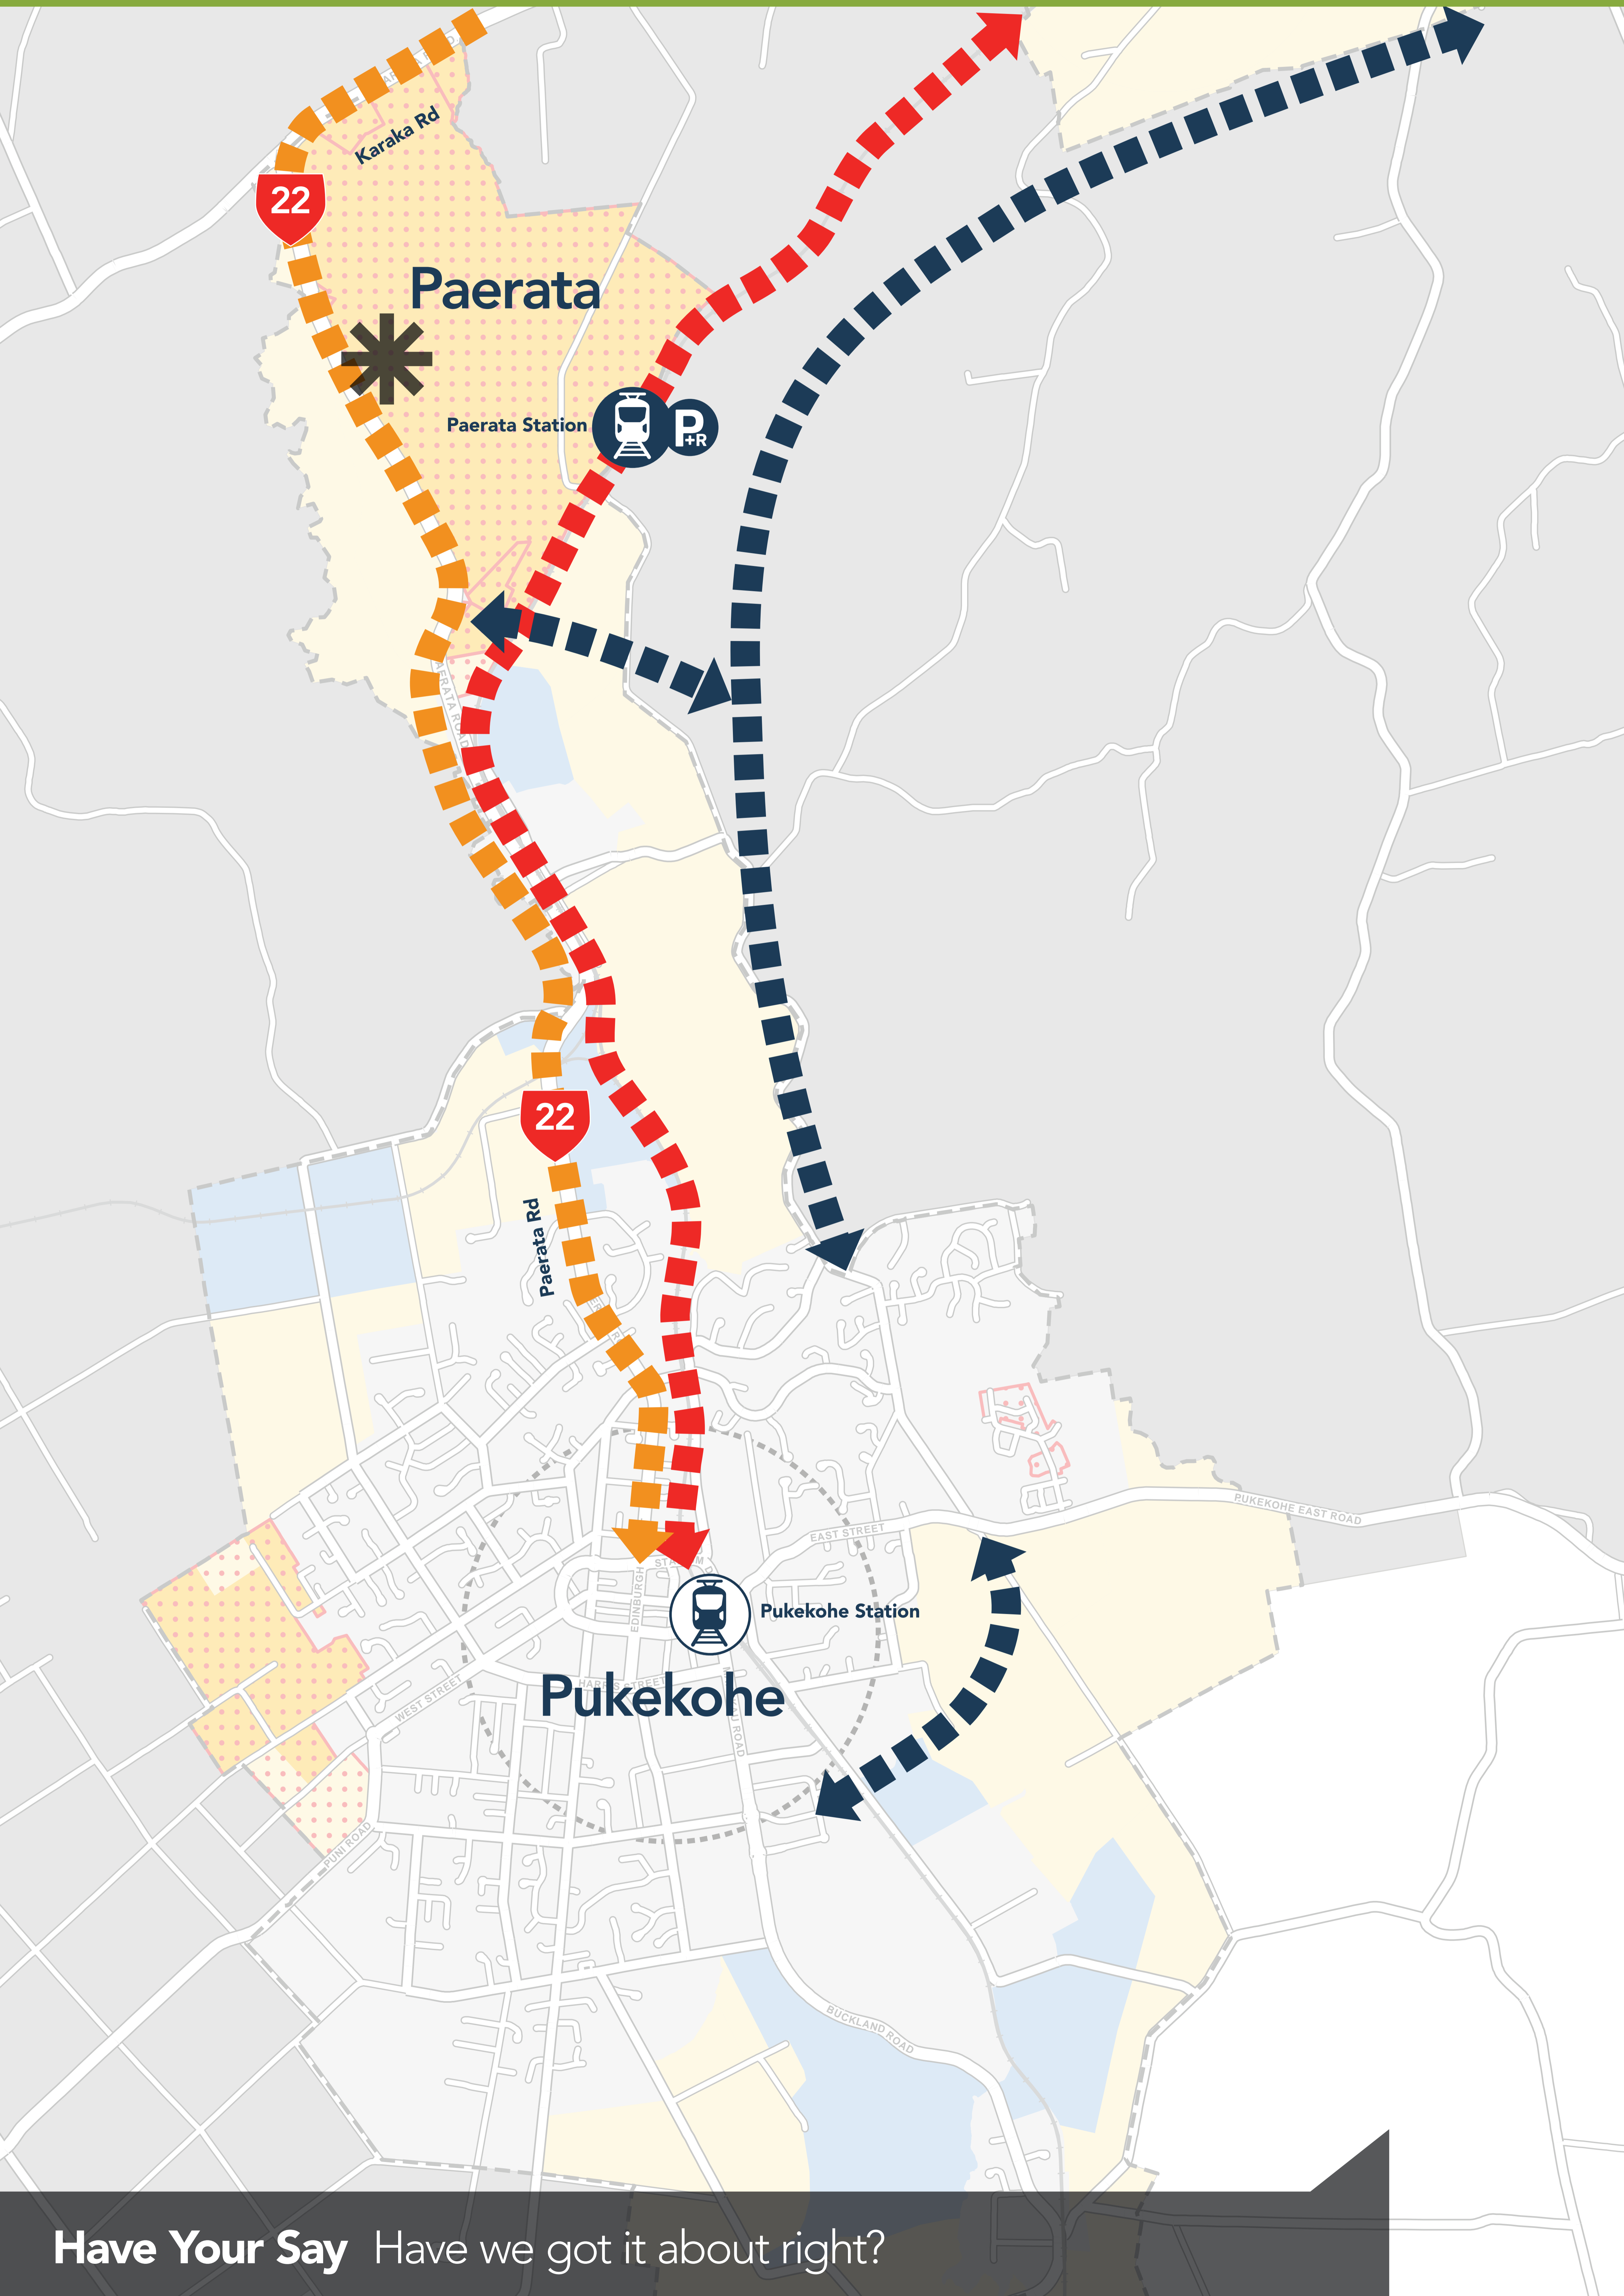 Karaka Rd
22
Paerata
Paerata Station
P
+R
22
Paerata Rd
PUKEKOHE EAST ROAD
EAST STREET
EDINBURGH
Pukekohe Station
Pukekohe
WEST STREET
PUNI ROAD
BUCKLAND ROAD
Have Your Say Have we got it about right?